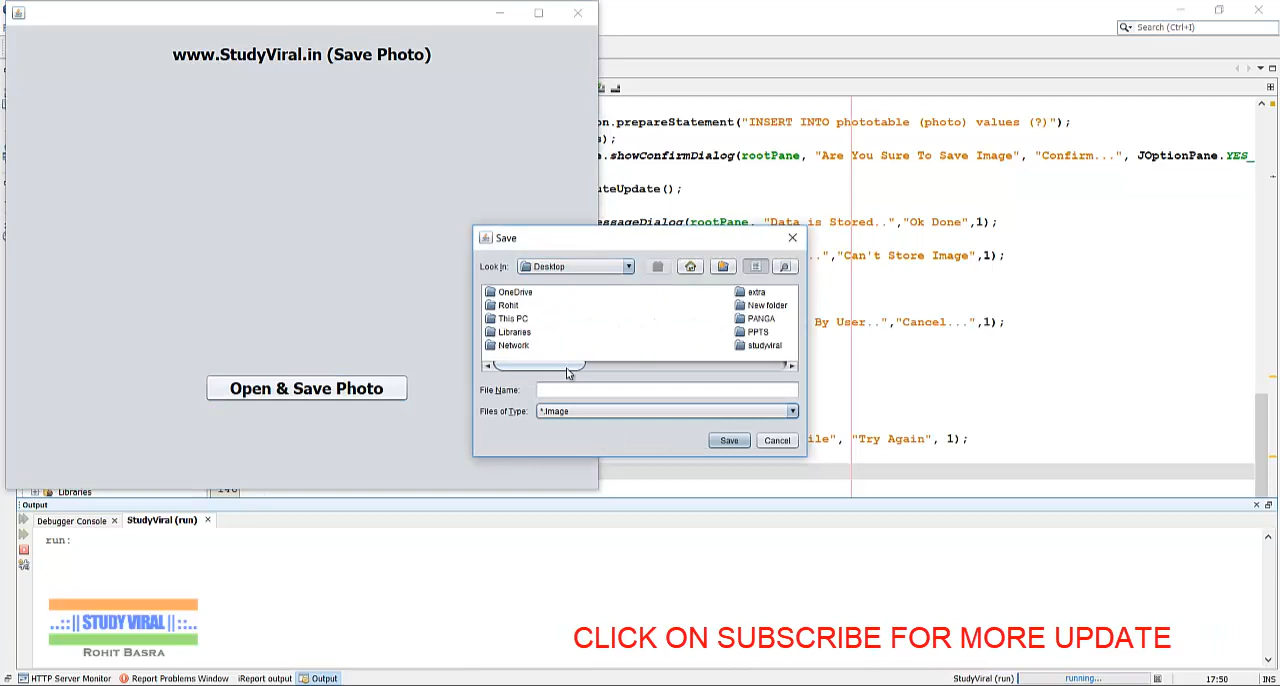 www.StudyViral.in (Save Photo)
Search (Ctrl+I)
on.prepareStatement("INSERT INTO phototable (photo) values (?)");
);
.showConfirmDialog(rootPane, "Are You Sure To Save Image", "Confirm...", JOptionPane.YES_
uteUpdate();
essageDialog(rootPane, "Data is Stored..","Ok Done",1);
..","Can't Store Image",1);
By User..","Cancel...",1);
ile", "Try Again", 1);
Open & Save Photo
Save
Look In: Desktop
OneDrive
Rohit
This PC
Libraries
Network
extra
New folder
PANGA
PPTS
studyviral
File Name:
Files of Type: *.Image
Save Cancel
Libraries
Output
Debugger Console StudyViral (run)
run:
..::|| STUDY VIRAL ||::..
ROHIT BASRA
CLICK ON SUBSCRIBE FOR MORE UPDATE
HTTP Server Monitor Report Problems Window iReport output Output StudyViral (run) running... 17:50 INS